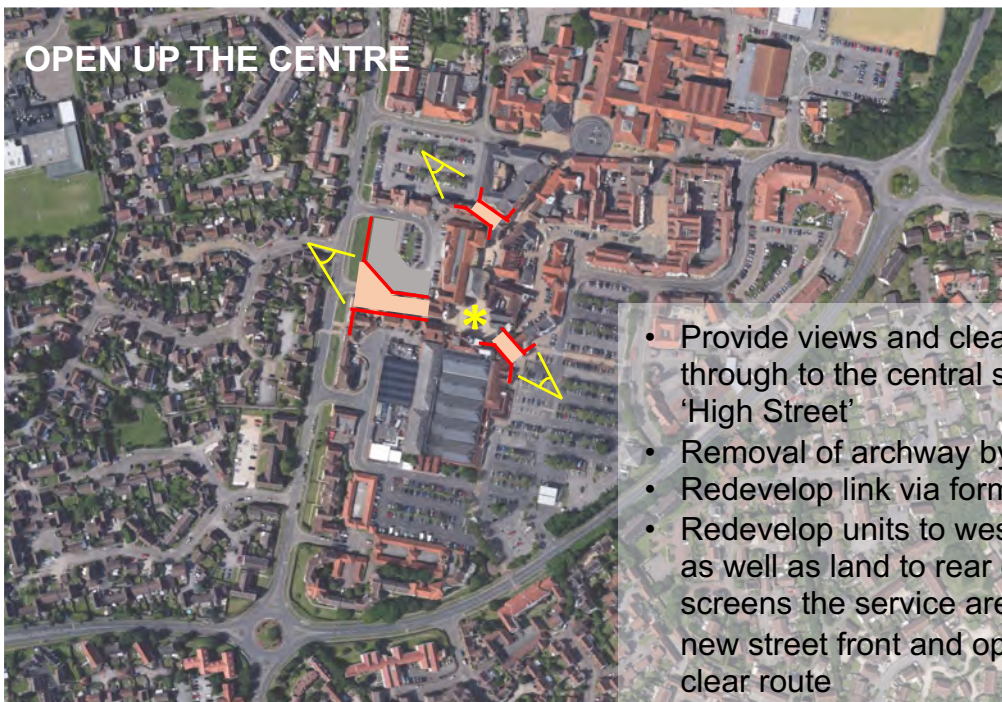 OPEN UP THE CENTRE
• Provide views and clea
through to the central s
‘High Street’
• Removal of archway by
• Redevelop link via form
• Redevelop units to wes
as well as land to rear
screens the service are
new street front and op
clear route